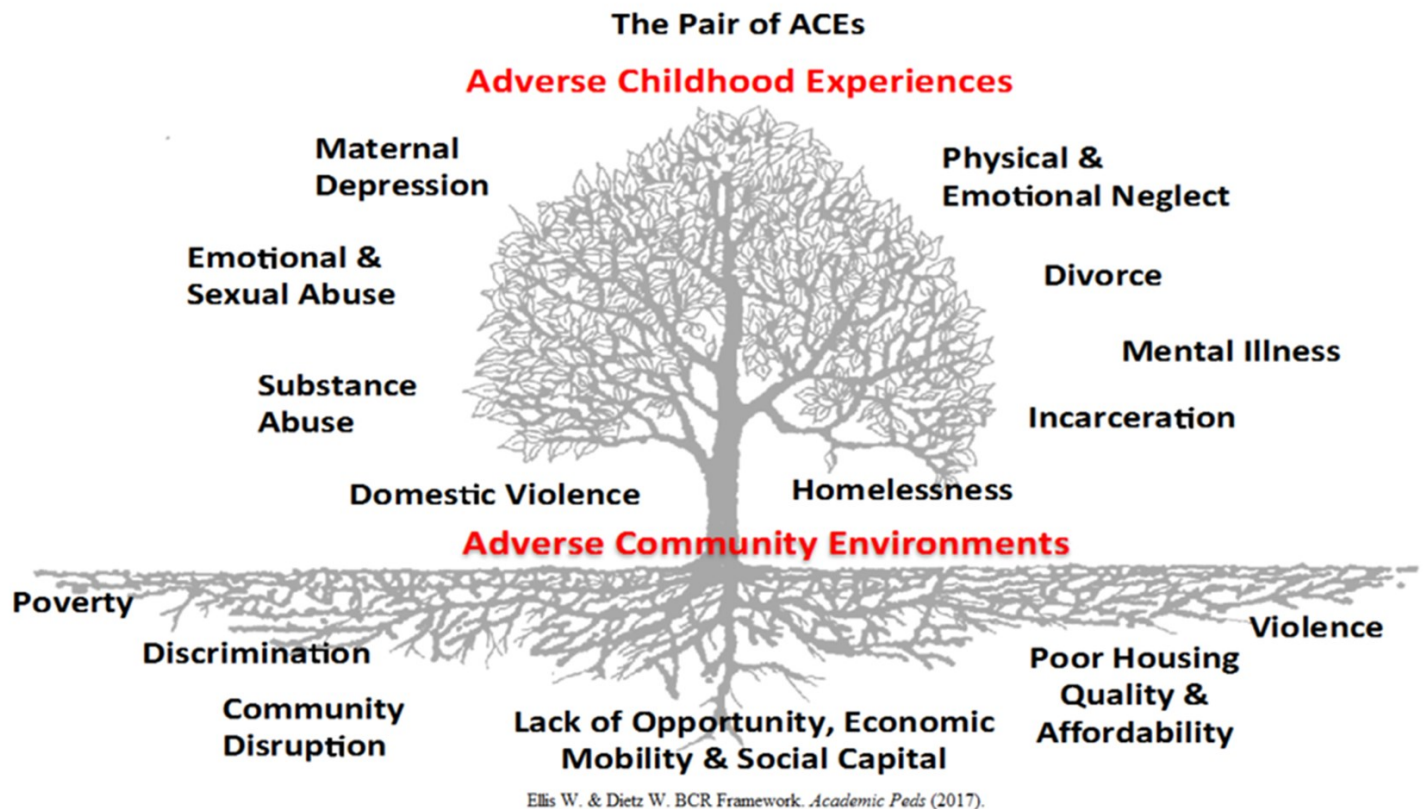 The Pair of ACEs
Adverse Childhood Experiences
Maternal
Depression
Physical &
Emotional Neglect
Emotional &
Sexual Abuse
Divorce
Mental Illness
Substance
Abuse
Incarceration
Domestic Violence
Homelessness
Adverse Community Environments
Poverty
Violence
Discrimination
Poor Housing
Quality &
Affordability
Community
Disruption
Lack of Opportunity, Economic
Mobility & Social Capital
Ellis W. & Dietz W. BCR Framework. Academic Peds (2017).